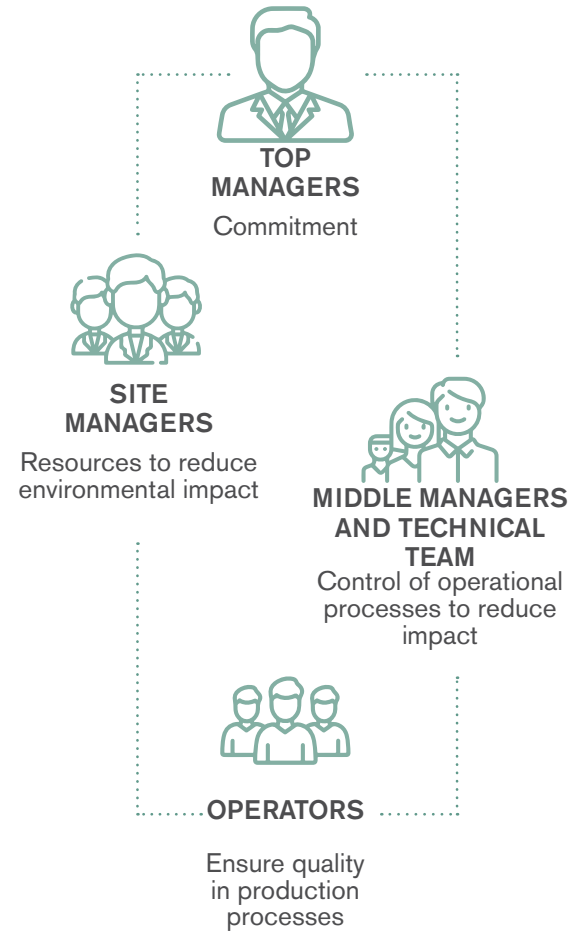 TOP
MANAGERS
Commitment
SITE
MANAGERS
Resources to reduce
environmental impact
MIDDLE MANAGERS
AND TECHNICAL
TEAM
Control of operational
processes to reduce
impact
OPERATORS
Ensure quality
in production
processes